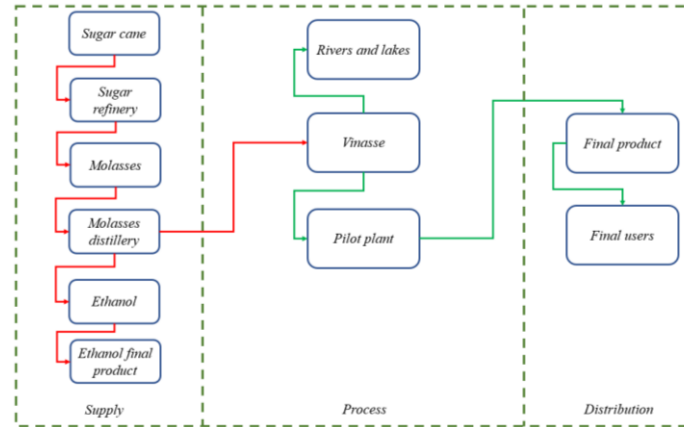 Sugar cane
Sugar
refinery
Molasses
Molasses
distillery
Ethanol
Ethanol final
product
Supply
Rivers and lakes
Vinasse
Pilot plant
Process
Final product
Final users
Distribution